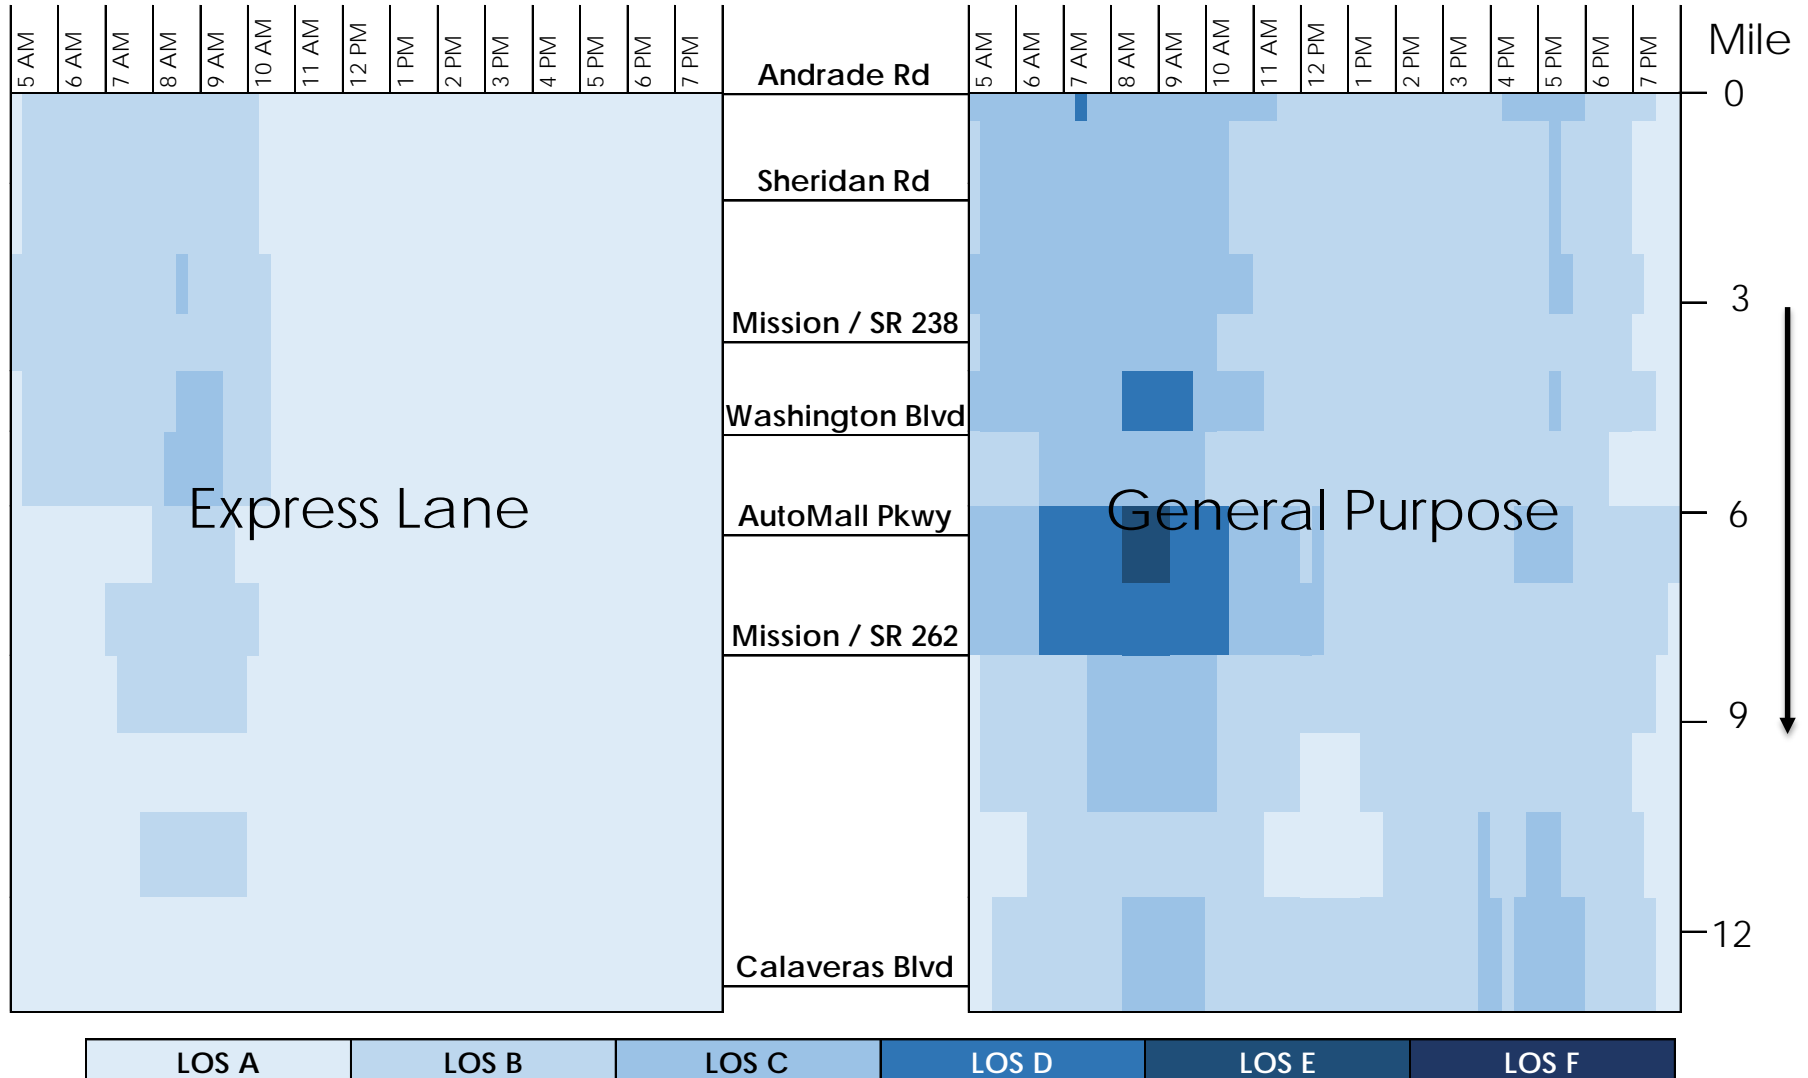 5 AM 6 AM 7 AM 8 AM 9 AM 10 AM 11 AM 12 PM 1 PM 2 PM 3 PM 4 PM 5 PM 6 PM 7 PM
5 AM 6 AM 7 AM 8 AM 9 AM 10 AM 11 AM 12 PM 1 PM 2 PM 3 PM 4 PM 5 PM 6 PM 7 PM
Mile
Andrade Rd
0
Sheridan Rd
3
Mission / SR 238
Washington Blvd
Express Lane
AutoMall Pkwy
General Purpose
6
Mission / SR 262
9
12
Calaveras Blvd
LOS A LOS B LOS C LOS D LOS E LOS F